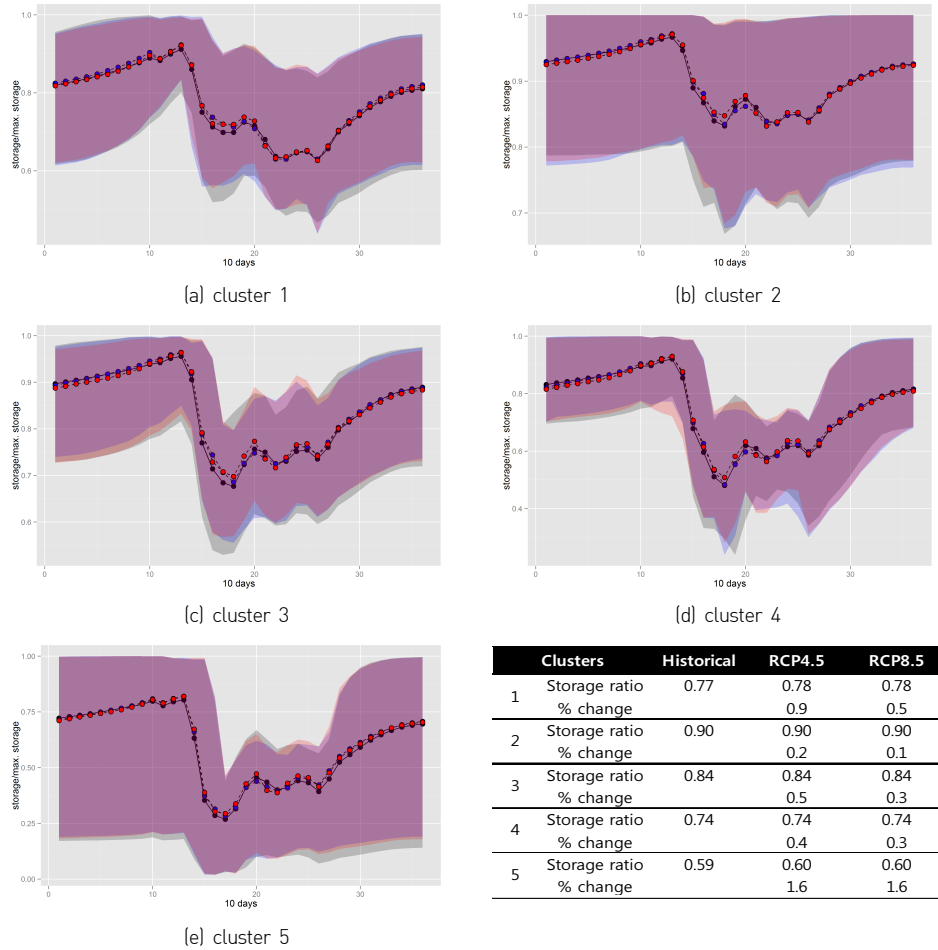 1.0
0.8
0.6
storage/max. storage
0
10
20
30
10 days
(a) cluster 1
1.0
0.9
0.8
0.7
storage/max. storage
0
10
20
30
10 days
(b) cluster 2
1.0
0.9
0.8
0.7
0.6
storage/max. storage
0
10
20
30
10 days
(c) cluster 3
1.0
0.8
0.6
0.4
storage/max. storage
0
10
20
30
10 days
(d) cluster 4
1.00
0.75
0.50
0.25
0.00
storage/max. storage
0
10
20
30
10 days
(e) cluster 5
Clusters Historical RCP4.5 RCP8.5
1 Storage ratio 0.77 0.78 0.78
% change 0.9 0.5
2 Storage ratio 0.90 0.90 0.90
% change 0.2 0.1
3 Storage ratio 0.84 0.84 0.84
% change 0.5 0.3
4 Storage ratio 0.74 0.74 0.74
% change 0.4 0.3
5 Storage ratio 0.59 0.60 0.60
% change 1.6 1.6